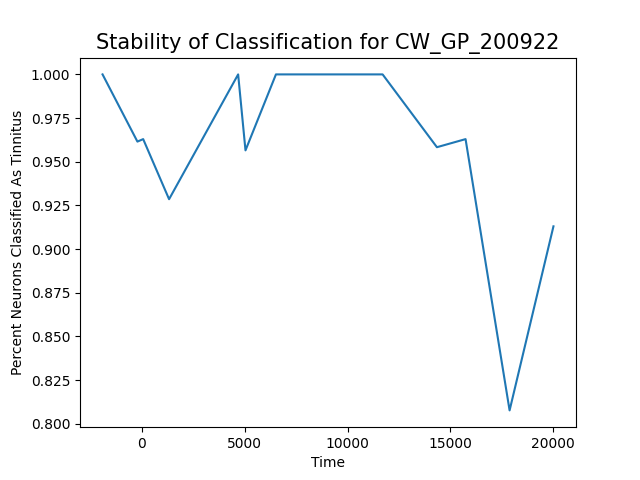 Stability of Classification for CW_GP_200922
Percent Neurons Classified As Tinnitus
1.000
0.975
0.950
0.925
0.900
0.875
0.850
0.825
0.800
0 5000 10000 15000 20000
Time